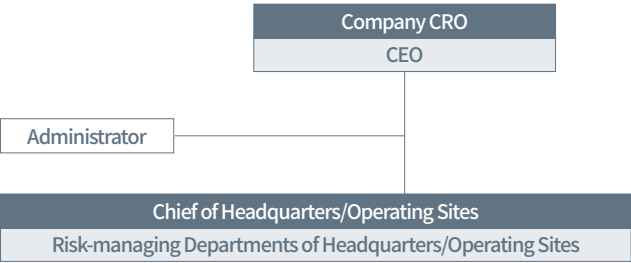 Company CRO
CEO
Administrator
Chief of Headquarters/Operating Sites
Risk-managing Departments of Headquarters/Operating Sites